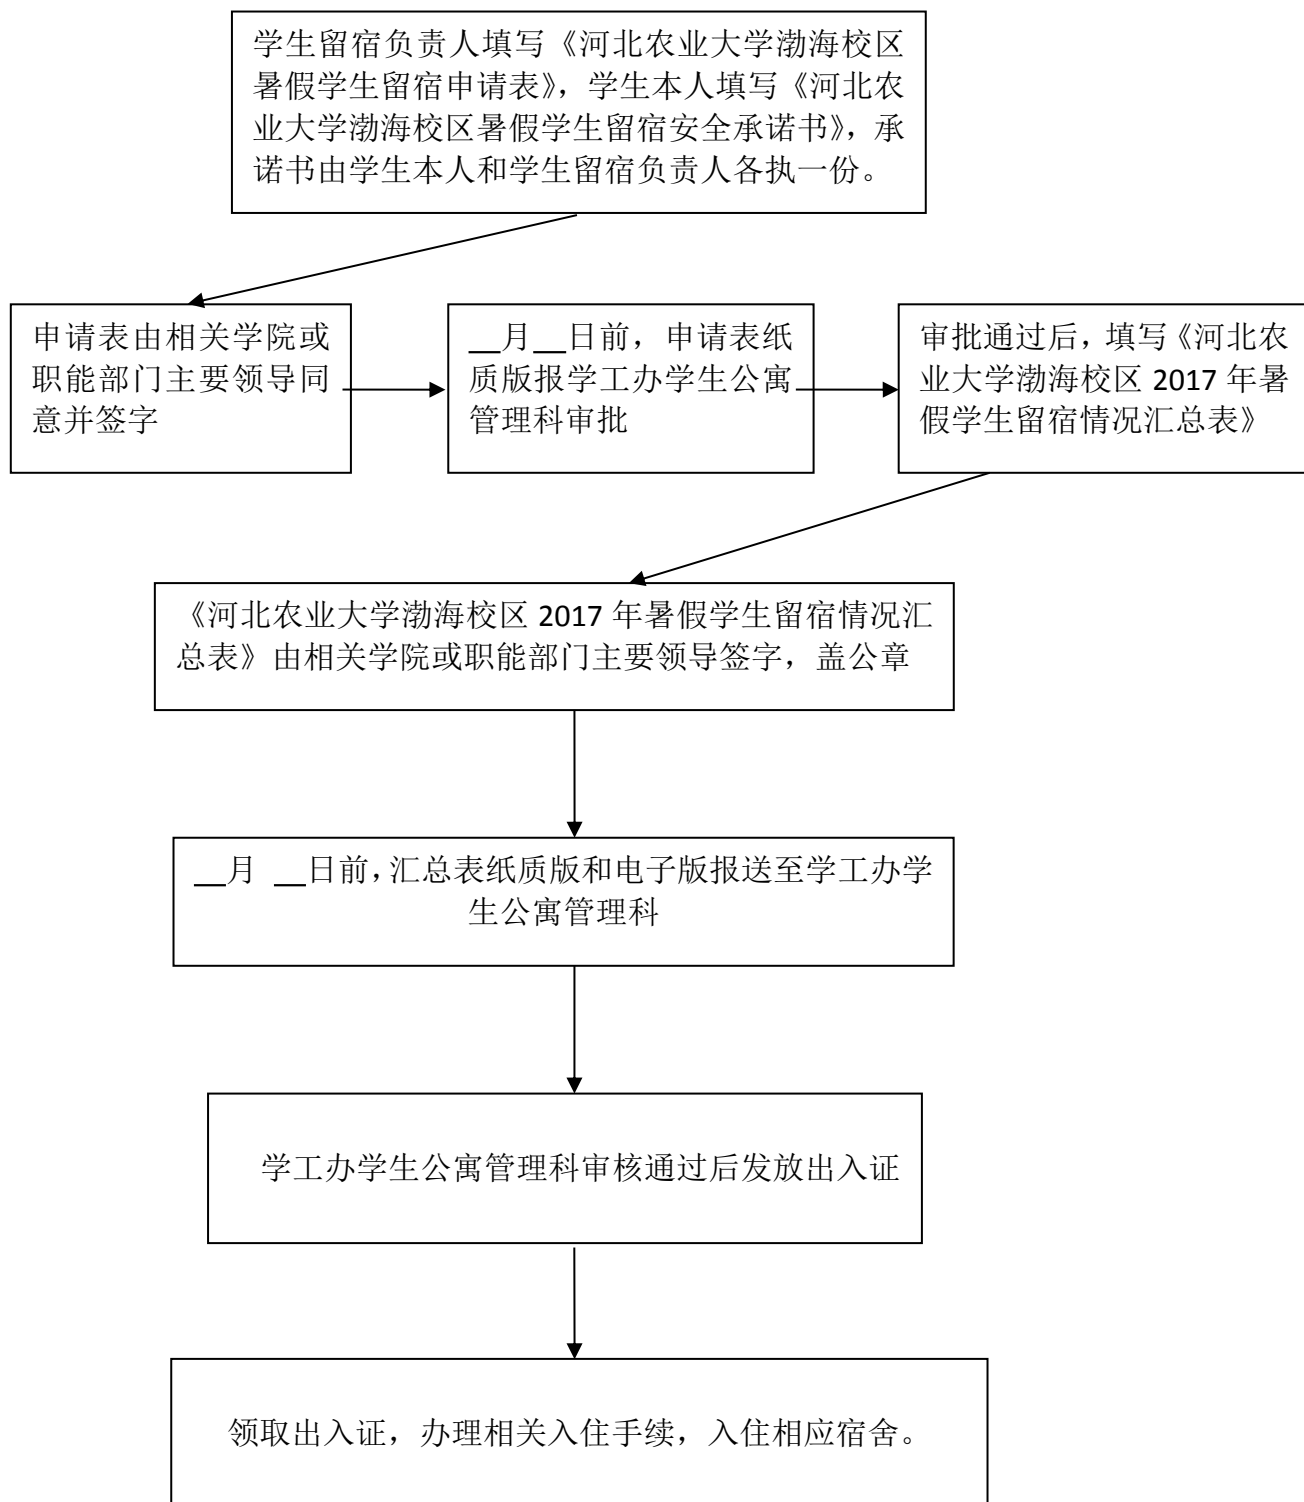 学生留宿负责人填写《河北农业大学渤海校区
暑假学生留宿申请表》，学生本人填写《河北农
业大学渤海校区暑假学生留宿安全承诺书》，承
诺书由学生本人和学生留宿负责人各执一份。
申请表由相关学院或
职能部门主要领导同
意并签字
__月__日前，申请表纸
质版报学工办学生公寓
管理科审批
审批通过后，填写《河北农
业大学渤海校区 2017 年暑
假学生留宿情况汇总表》
《河北农业大学渤海校区 2017 年暑假学生留宿情况汇
总表》由相关学院或职能部门主要领导签字，盖公章
__月 __日前，汇总表纸质版和电子版报送至学工办学
生公寓管理科
学工办学生公寓管理科审核通过后发放出入证
领取出入证，办理相关入住手续，入住相应宿舍。